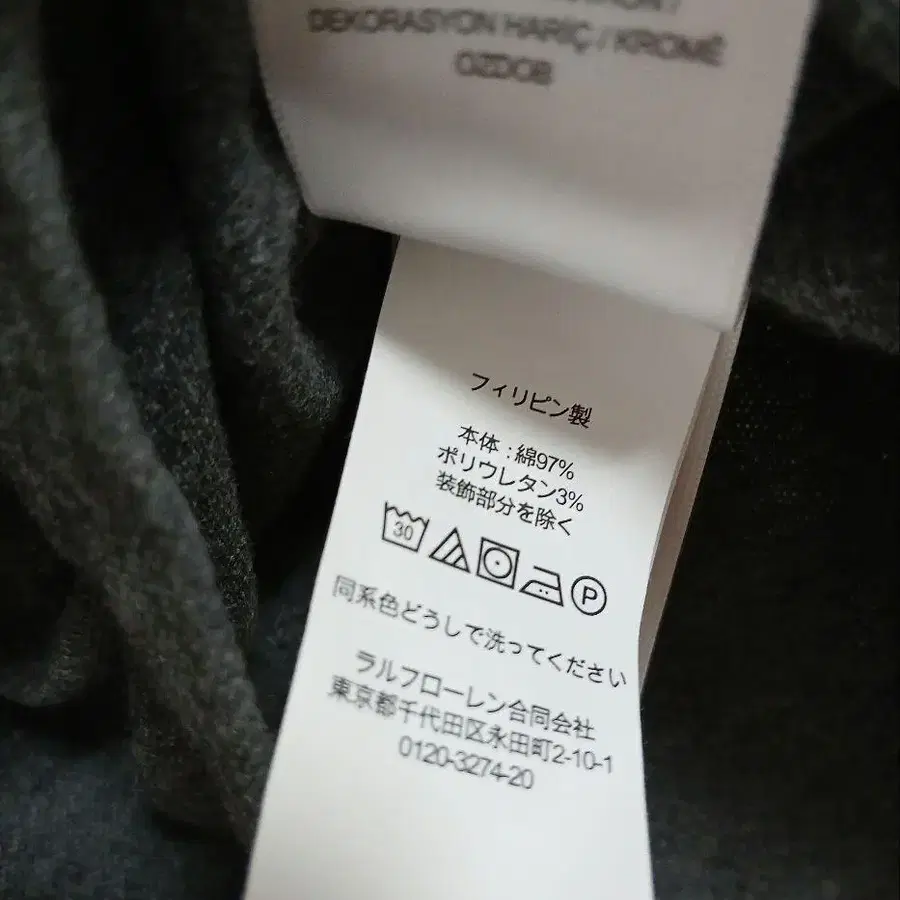 DEKORASYON HARİÇ / KROMĚ
OZDOB
フィリピン製
本体 : 綿97%
ポリウレタン3%
装飾部分を除く
30
P
同系色どうしで洗ってください
ラルフローレン合同会社
東京都千代田区永田町2-10-1
0120-3274-20